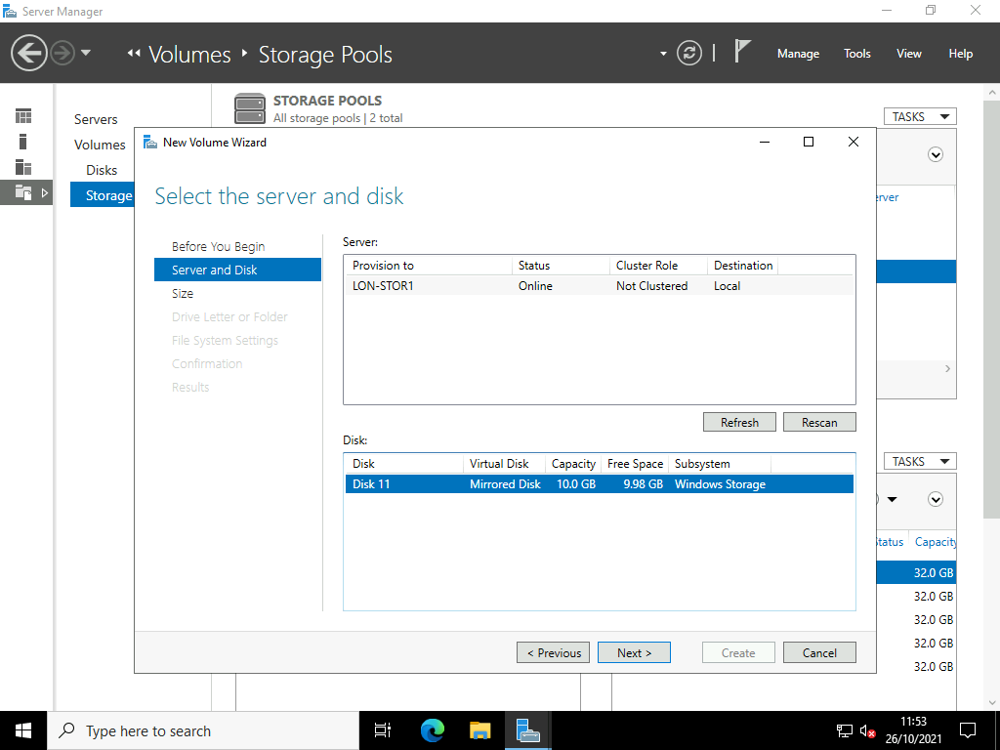 Server Manager
Volumes Storage Pools
Manage Tools View Help
Servers
Volumes
Disks
Storage
STORAGE POOLS
All storage pools | 2 total
TASKS
erver
New Volume Wizard
Select the server and disk
Before You Begin
Server and Disk
Size
Drive Letter or Folder
File System Settings
Confirmation
Results
Server:
Provision to Status Cluster Role Destination
LON-STOR1 Online Not Clustered Local
Refresh Rescan
Disk:
Disk Virtual Disk Capacity Free Space Subsystem
Disk 11 Mirrored Disk 10.0 GB 9.98 GB Windows Storage
< Previous Next > Create Cancel
TASKS
Status Capacity
32.0 GB
32.0 GB
32.0 GB
32.0 GB
32.0 GB
Type here to search
11:53
26/10/2021